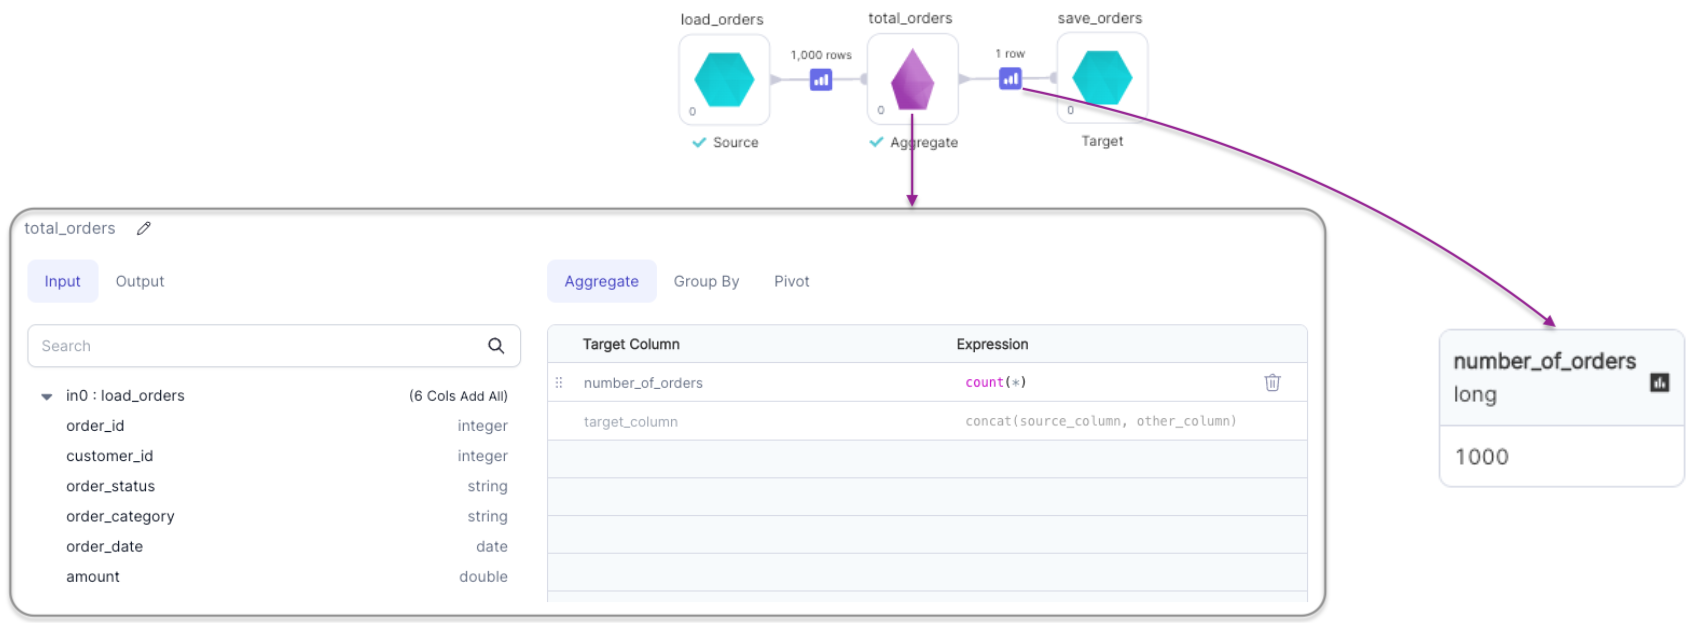 load_orders total_orders save_orders
1,000 rows 1 row
0 0 0
Source Aggregate Target
total_orders
Input Output Aggregate Group By Pivot
Search
Target Column Expression
number_of_orders count(*)
target_column concat(source_column, other_column)
in0 : load_orders (6 Cols Add All)
order_id integer
customer_id integer
order_status string
order_category string
order_date date
amount double
number_of_orders
long
1000